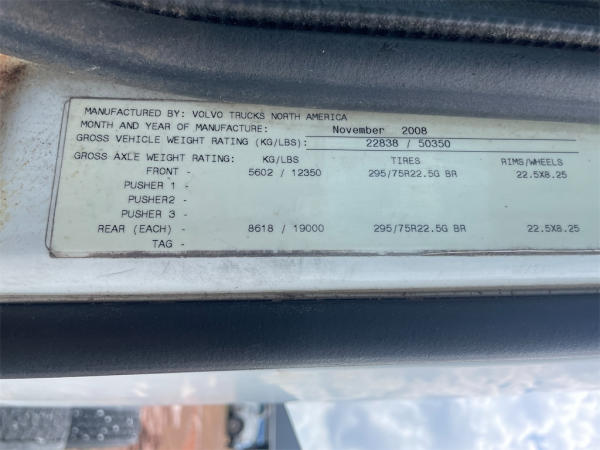 MANUFACTURED BY: VOLVO TRUCKS NORTH AMERICA
MONTH AND YEAR OF MANUFACTURE: November 2008
GROSS VEHICLE WEIGHT RATING (KG/LBS): 22838 / 50350
GROSS AXLE WEIGHT RATING: KG/LBS TIRES RIMS/WHEELS
FRONT - 5602 / 12350 295/75R22.5G BR 22.5X8.25
PUSHER 1 -
PUSHER2 -
PUSHER 3 -
REAR (EACH) - 8618 / 19000 295/75R22.5G BR 22.5X8.25
TAG -